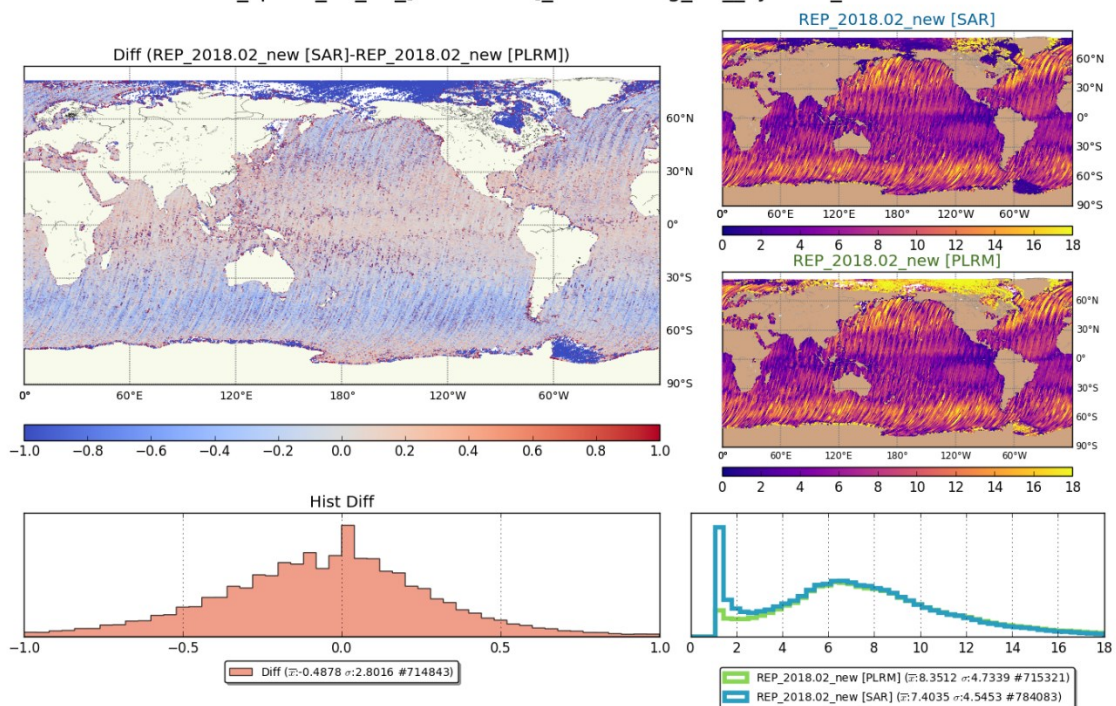 REP_2018.02_new [SAR]
Diff (REP_2018.02_new [SAR]-REP_2018.02_new [PLRM])
60°N
30°N
0°
30°S
60°S
90°S
0° 60°E 120°E 180° 120°W 60°W
0 2 4 6 8 10 12 14 16 18
REP_2018.02_new [PLRM]
60°N
30°N
0°
30°S
60°S
90°S
0° 60°E 120°E 180° 120°W 60°W
0 2 4 6 8 10 12 14 16 18
60°N
30°N
0°
30°S
60°S
90°S
0° 60°E 120°E 180° 120°W 60°W
−1.0 −0.8 −0.6 −0.4 −0.2 0.0 0.2 0.4 0.6 0.8 1.0
Hist Diff
−1.0 −0.5 0.0 0.5 1.0
Diff (x̅:-0.4878 σ:2.8016 #714843)
0 2 4 6 8 10 12 14 16 18
REP_2018.02_new [PLRM] (x̅:8.3512 σ:4.7339 #715321)
REP_2018.02_new [SAR] (x̅:7.4035 σ:4.5453 #784083)